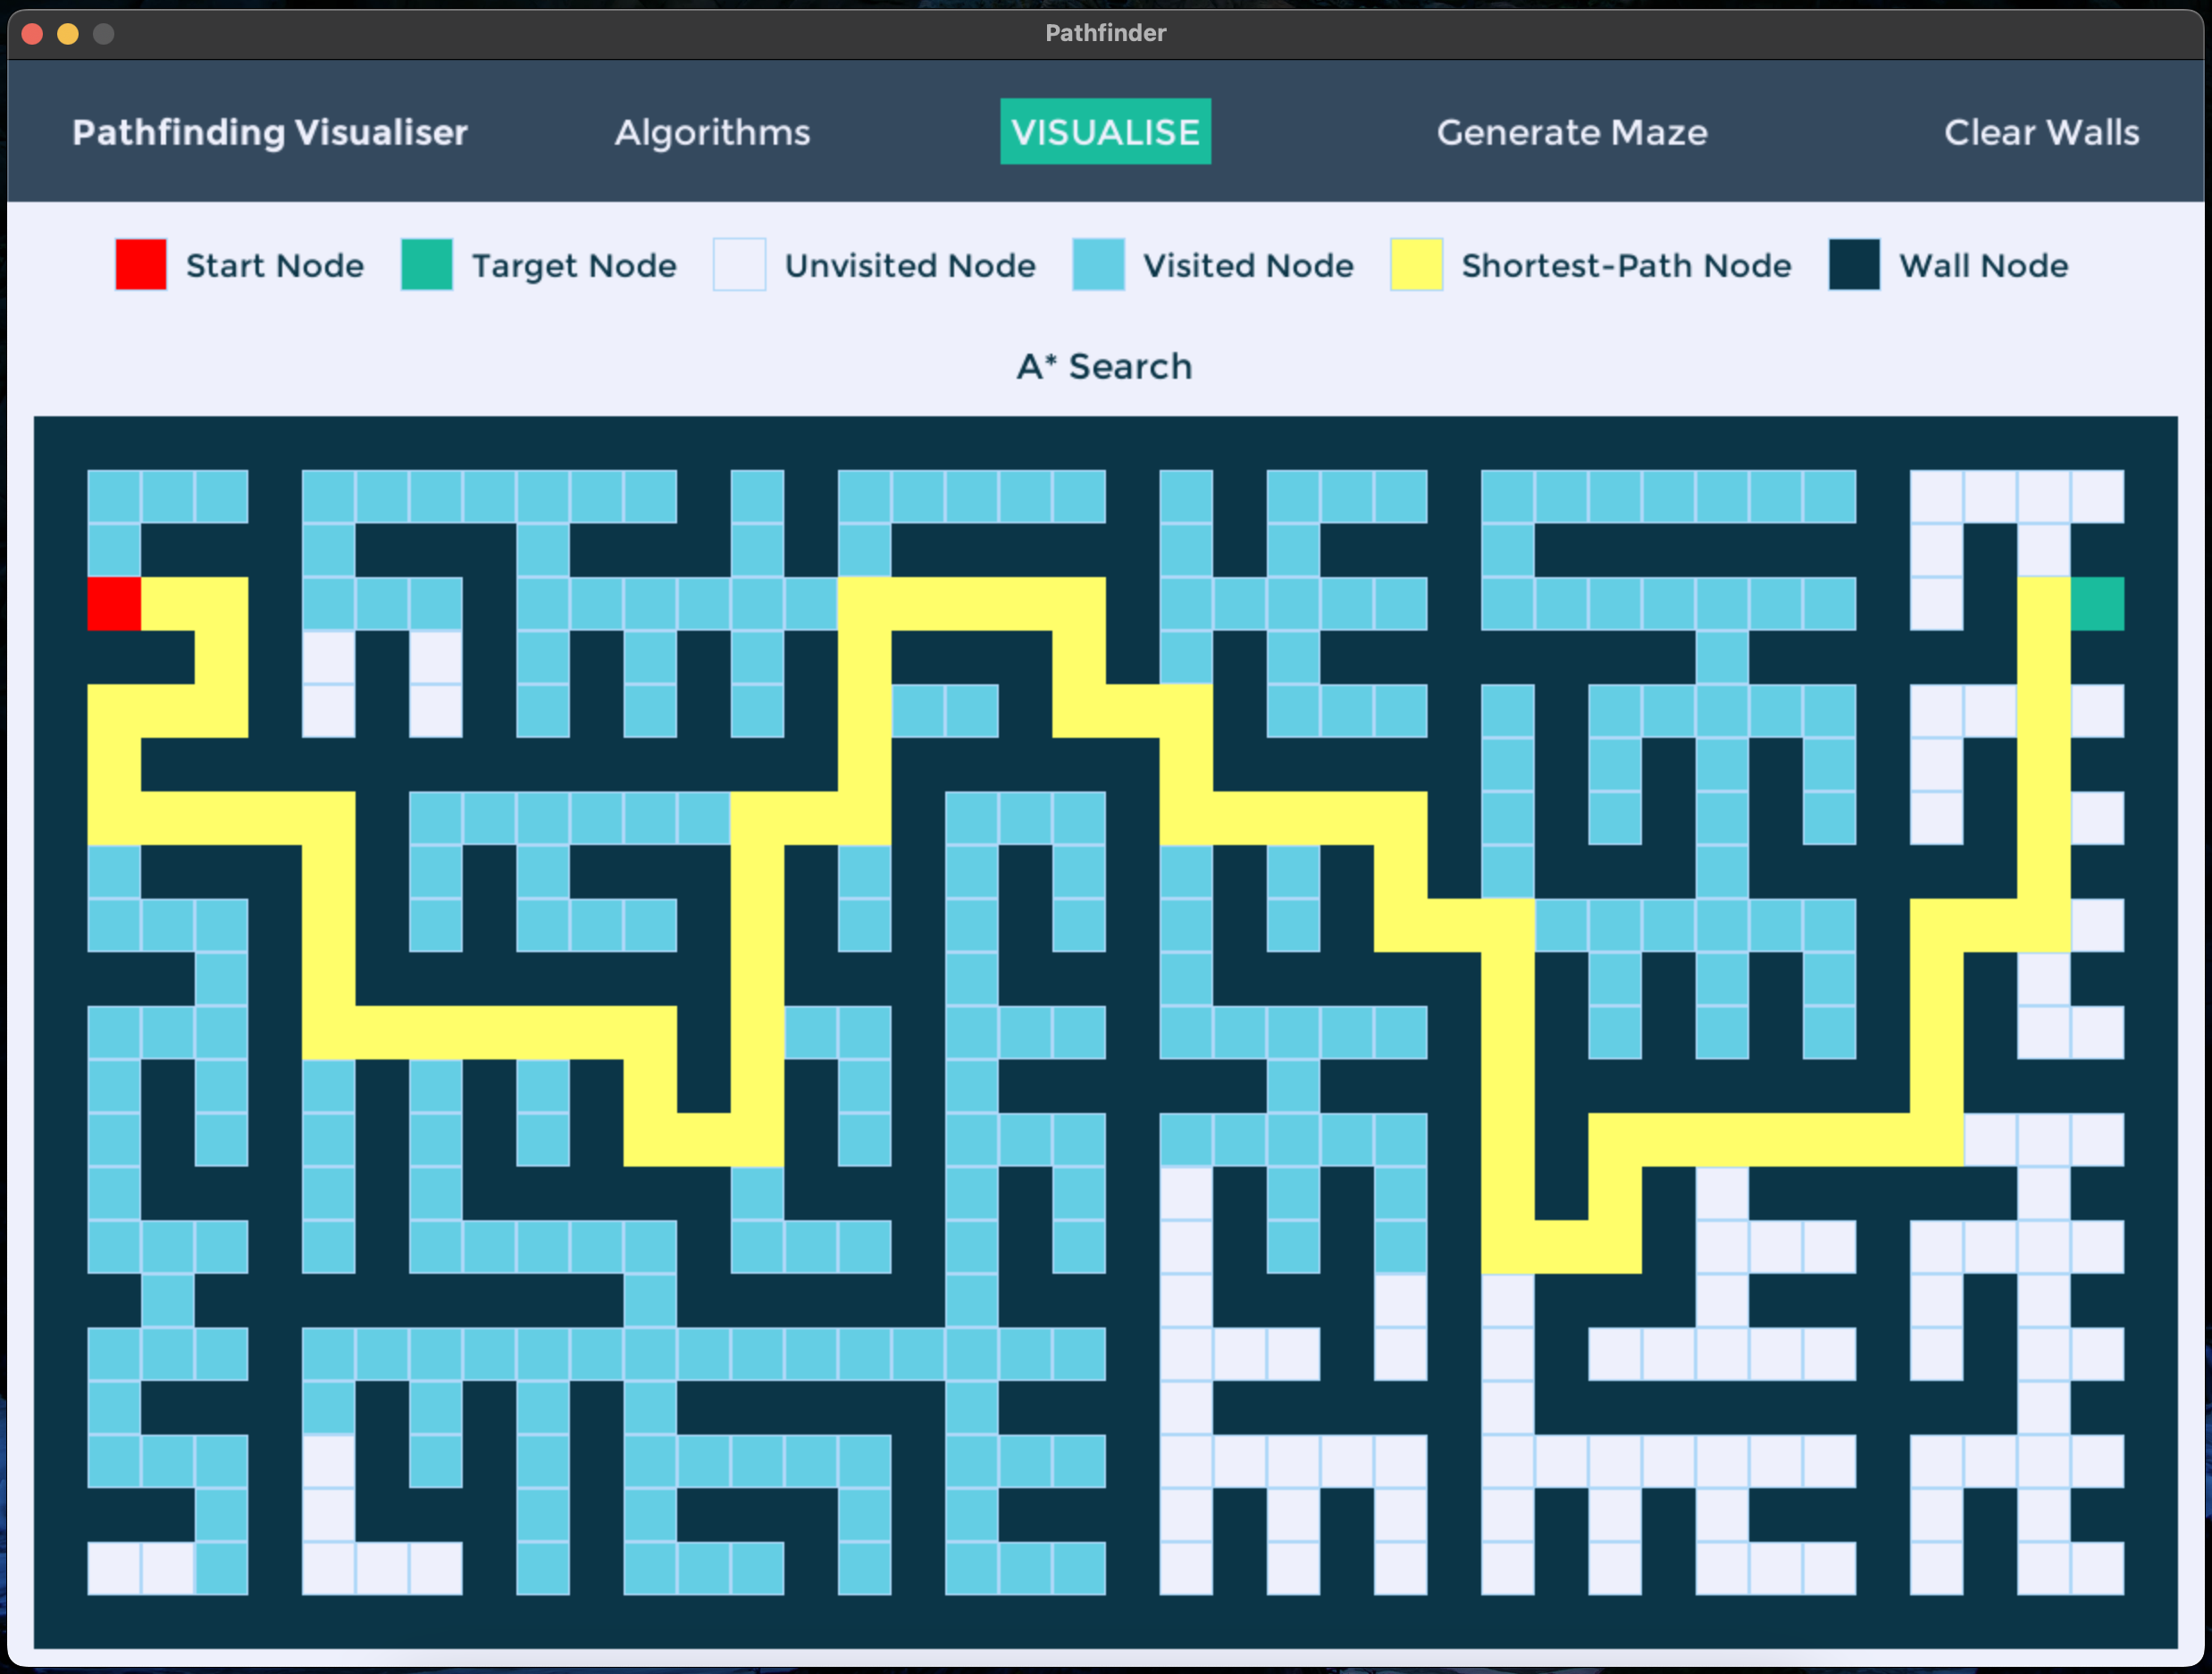 Pathfinder
Pathfinding Visualiser Algorithms VISUALISE Generate Maze Clear Walls
Start Node Target Node Unvisited Node Visited Node Shortest-Path Node Wall Node
A* Search